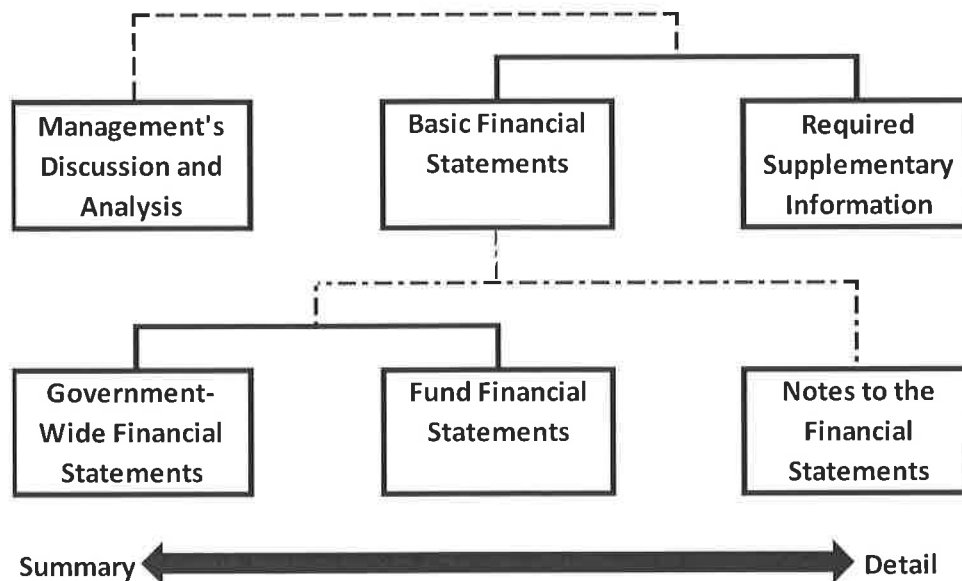 Management's
Discussion and
Analysis
Basic Financial
Statements
Required
Supplementary
Information
Government-
Wide Financial
Statements
Fund Financial
Statements
Notes to the
Financial
Statements
Summary
Detail